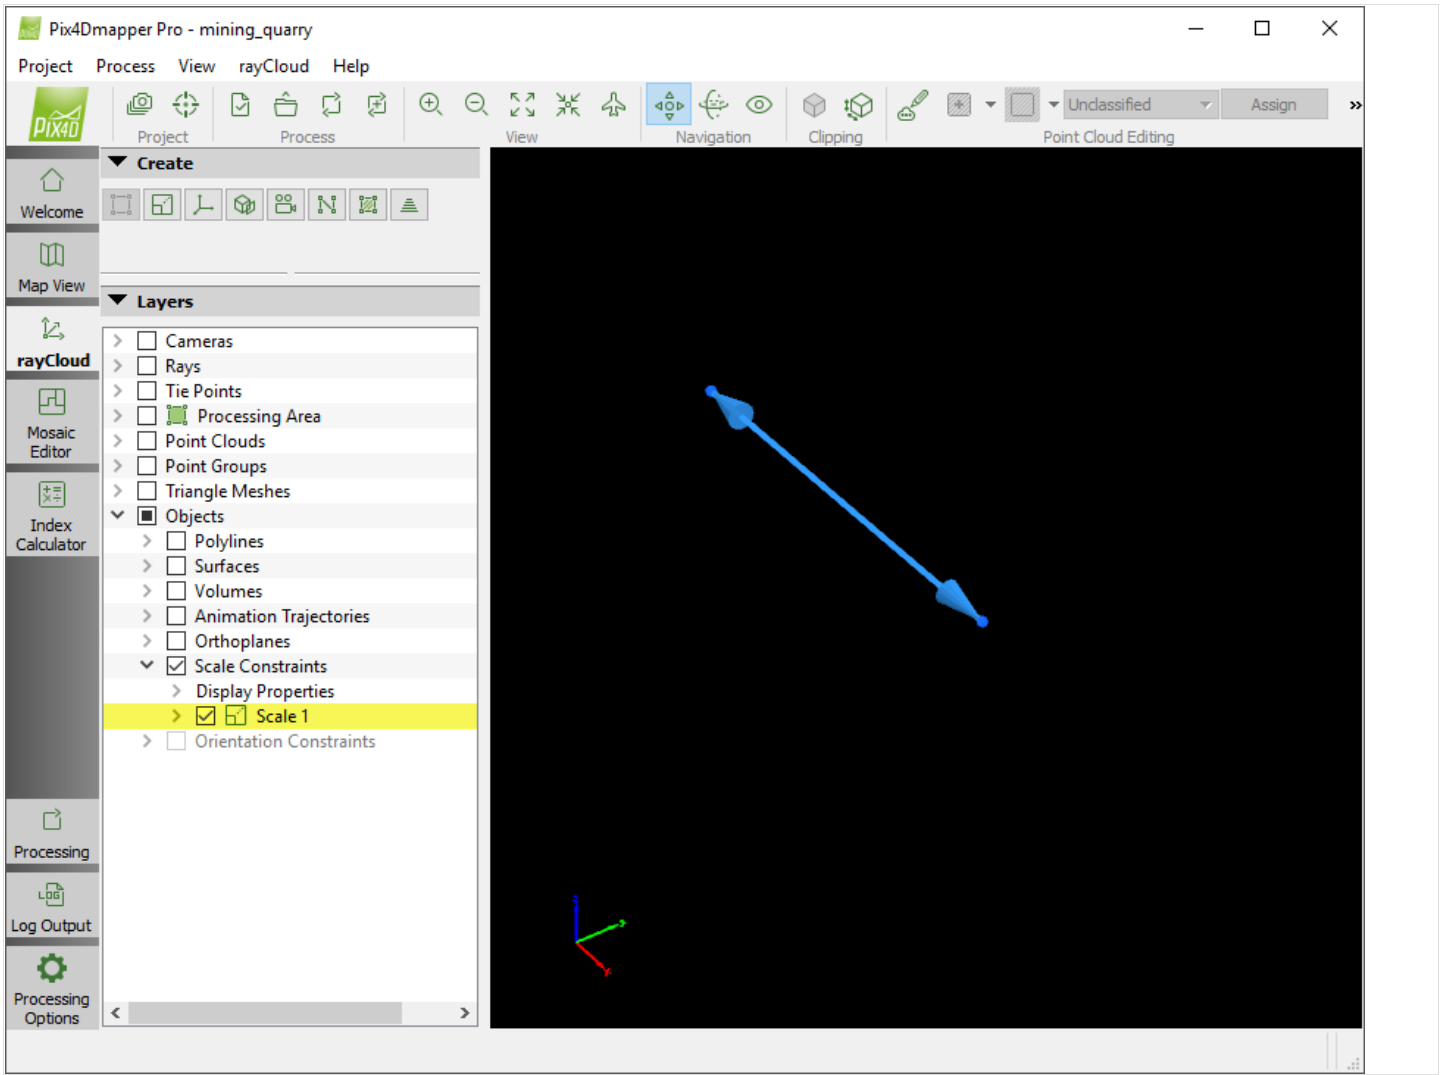 Pix4Dmapper Pro - mining_quarry
Project Process View rayCloud Help
PIX4D
Unclassified Assign »
Project Process View Navigation Clipping Point Cloud Editing
Create
Welcome
Map View
Layers
rayCloud
Mosaic
Editor
Index
Calculator
Cameras
Rays
Tie Points
Processing Area
Point Clouds
Point Groups
Triangle Meshes
Objects
Polylines
Surfaces
Volumes
Animation Trajectories
Orthoplanes
Scale Constraints
Display Properties
Scale 1
Orientation Constraints
Processing
LOG
Log Output
Processing
Options